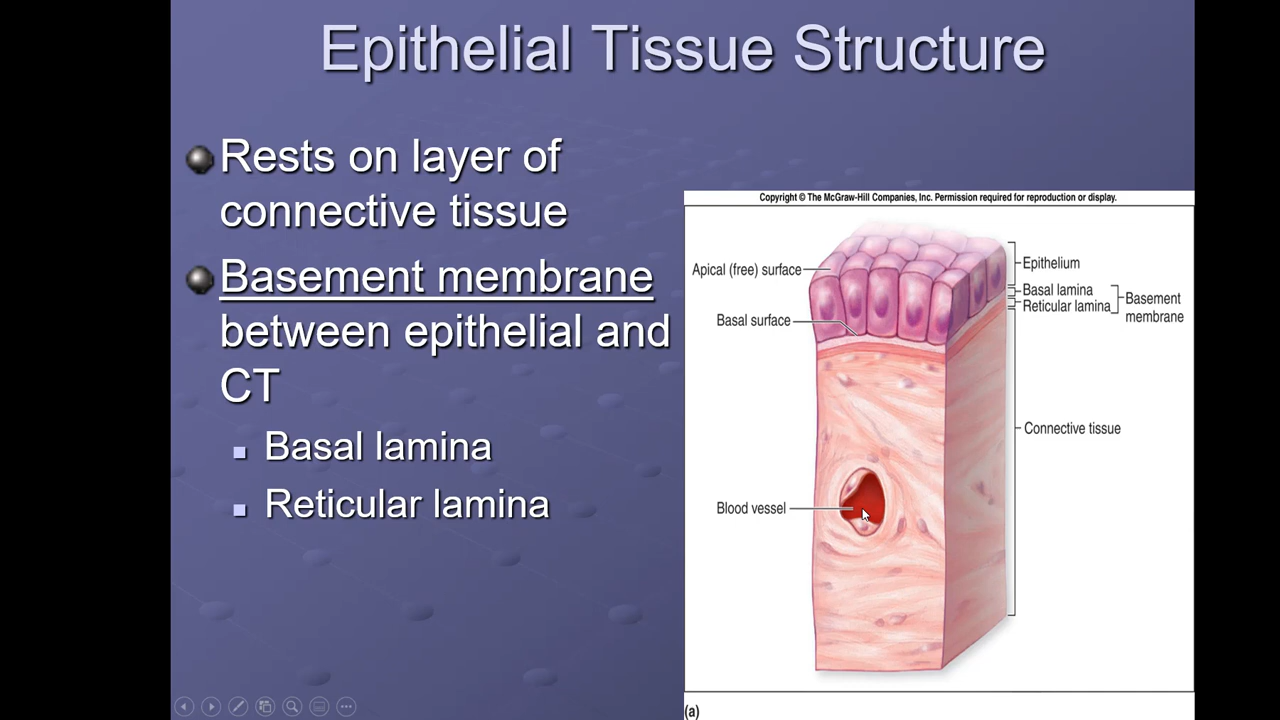 Epithelial Tissue Structure
Rests on layer of
connective tissue
Basement membrane
between epithelial and
CT
Basal lamina
Reticular lamina
Copyright © The McGraw-Hill Companies, Inc. Permission required for reproduction or display.
Apical (free) surface
Basal surface
Blood vessel
Epithelium
Basal lamina
Reticular lamina
Basement
membrane
Connective tissue
(a)